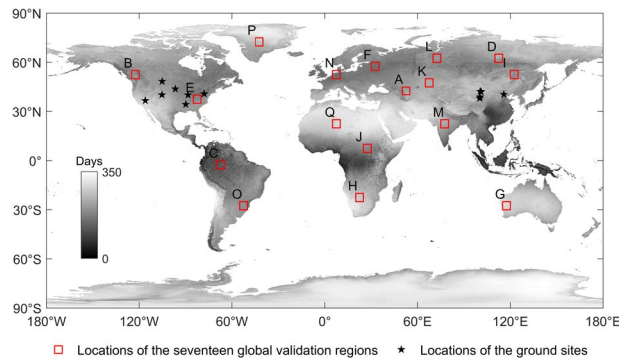 90°N
60°N
30°N
0°
30°S
60°S
90°S
180°W 120°W 60°W 0° 60°E 120°E 180°E
P
B
N
F
L
D
I
E
A
K
Q
M
J
C
H
O
G
Days
350
0
Locations of the seventeen global validation regions
Locations of the ground sites